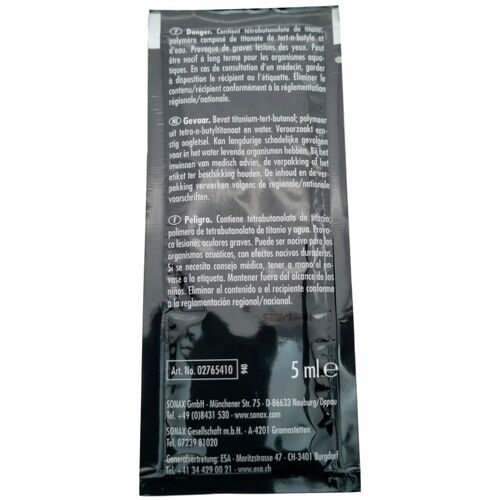 F Danger. Contient tétrabutanolate de titane;
polymère composé de titanate de tert-n-butyle et
d'eau. Provoque de graves lésions des yeux. Peut
être nocif à long terme pour les organismes aqua-
tiques. En cas de consultation d'un médecin, garder
à disposition le récipient ou l'étiquette. Éliminer le
contenu/récipient conformément à la réglementation
régionale/nationale.
NL Gevaar. Bevat titanium-tert-butanol; polymeer
uit tetra-n-butyltitanaat en water. Veroorzaakt ern-
stig oogletsel. Kan langdurige schadelijke gevolgen
voor in het water levende organismen hebben. Bij het
inwinnen van medisch advies, de verpakking of het
etiket ter beschikking houden. De inhoud en de ver-
pakking verwerken volgens de regionale/nationale
voorschriften.
E Peligro. Contiene tetrabutanolato de titanio;
polímero de tetrabutanolato de titanio y agua. Provo-
ca lesiones oculares graves. Puede ser nocivo para los
organismos acuáticos, con efectos nocivos duraderos.
Si se necesita consejo médico, tener a mano el en-
vase o la etiqueta. Mantener fuera del alcance de los
niños. Eliminar el contenido o el recipiente conforme
a la reglamentación regional/nacional.
Art. No. 02765410
940
5 ml e
SONAX GmbH - Münchener Str. 75 - D-86633 Neuburg/Donau
Tel. +49 (0)8431 530 - www.sonax.com
SONAX Gesellschaft m.b.H. - A-4201 Gramastetten
Tel. 07239 81020
Generalvertretung: ESA - Maritzstrasse 47 - CH-3401 Burgdorf
Tel. +41 34 429 00 21 - www.esa.ch